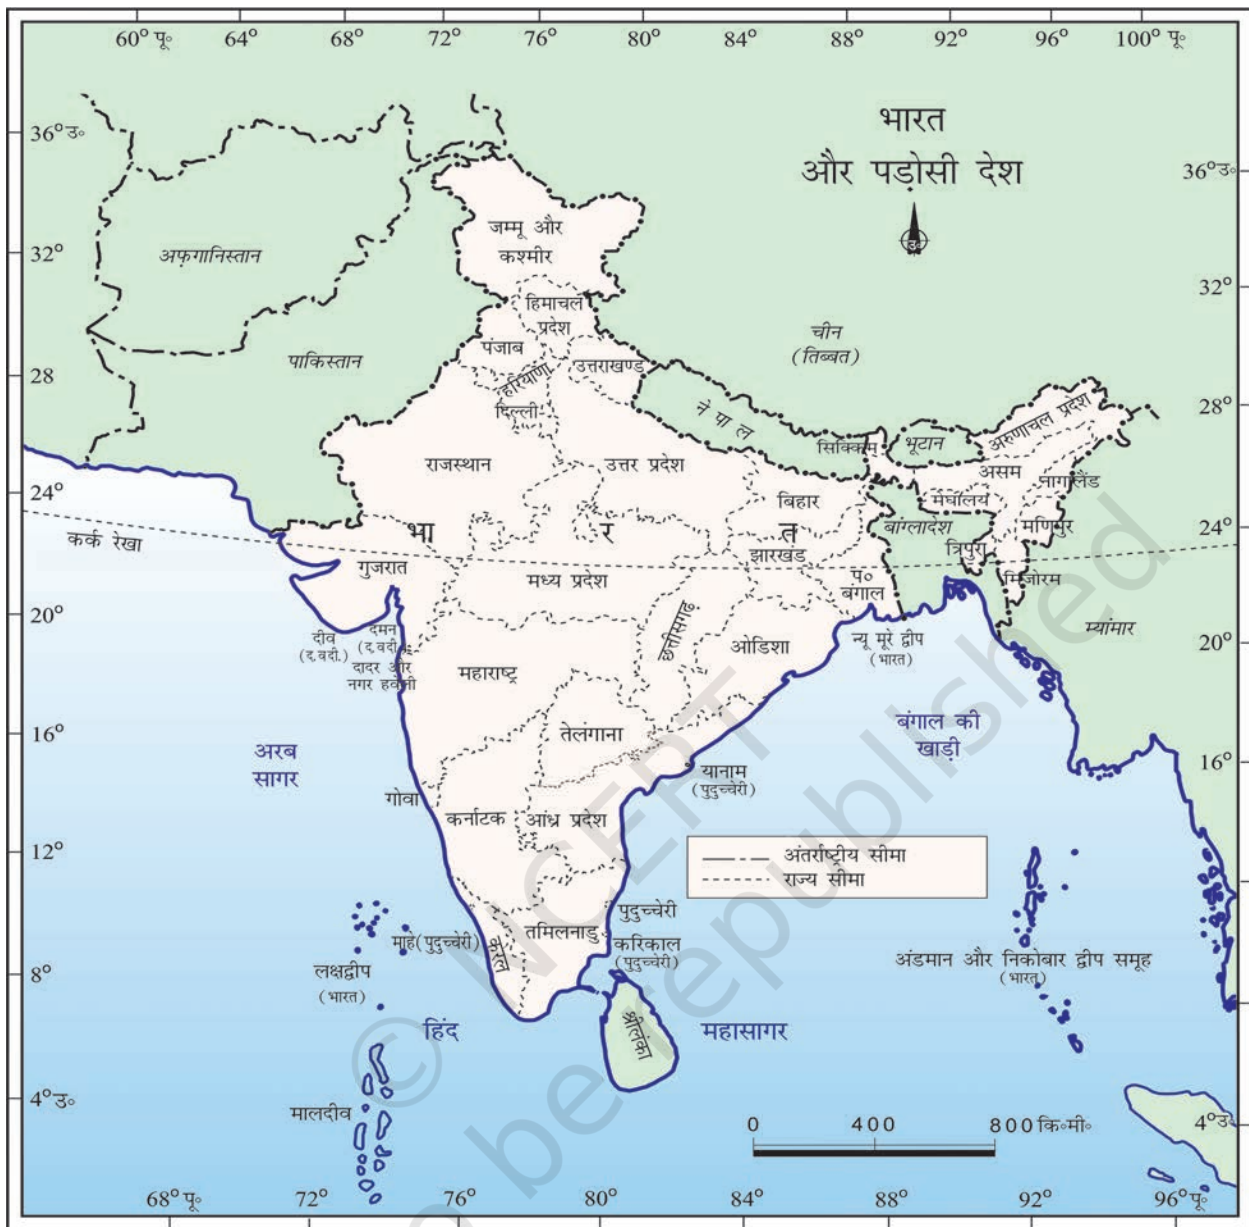 60° पू॰ 64° 68° 72° 76° 80° 84° 88° 92° 96° 100° पू॰
भारत
और पड़ोसी देश
36° उ॰
36° उ॰
उ॰
जम्मू और
कश्मीर
अफ़गानिस्तान
32°
32°
हिमाचल
प्रदेश
चीन
(तिब्बत)
पंजाब
पाकिस्तान
उत्तराखण्ड
हरियाणा
28
28°
दिल्ली
नेपाल
सिक्किम
भूटान
अरुणाचल प्रदेश
राजस्थान
उत्तर प्रदेश
असम
नागालैंड
24°
बिहार
मेघालय
भा र त
बांग्लादेश
मणिपुर
24°
कर्क रेखा
त्रिपुरा
झारखंड
गुजरात
मध्य प्रदेश
मिजोरम
प॰
बंगाल
20°
छत्तीसगढ़
म्यांमार
दीव
(द.वदी.)
दमन
(द.वदी.)
ओडिशा
न्यू मूरे द्वीप
(भारत)
20°
दादर और
नगर हवेली
महाराष्ट्र
तेलंगाना
बंगाल की
खाड़ी
16°
अरब
सागर
यानाम
(पुदुच्चेरी)
16°
गोवा
कर्नाटक
आंध्र प्रदेश
12°
अंतर्राष्ट्रीय सीमा
राज्य सीमा
12°
पुदुच्चेरी
तमिलनाडु
माहे(पुदुच्चेरी)
केरल
करिकाल
(पुदुच्चेरी)
अंडमान और निकोबार द्वीप समूह
(भारत)
8°
लक्षद्वीप
(भारत)
8°
हिंद महासागर
श्रीलंका
4° उ॰
मालदीव
0 400 800 कि॰मी॰
4° उ॰
68° पू॰ 72° 76° 80° 84° 88° 92° 96° पू॰
© NCERT
be republished